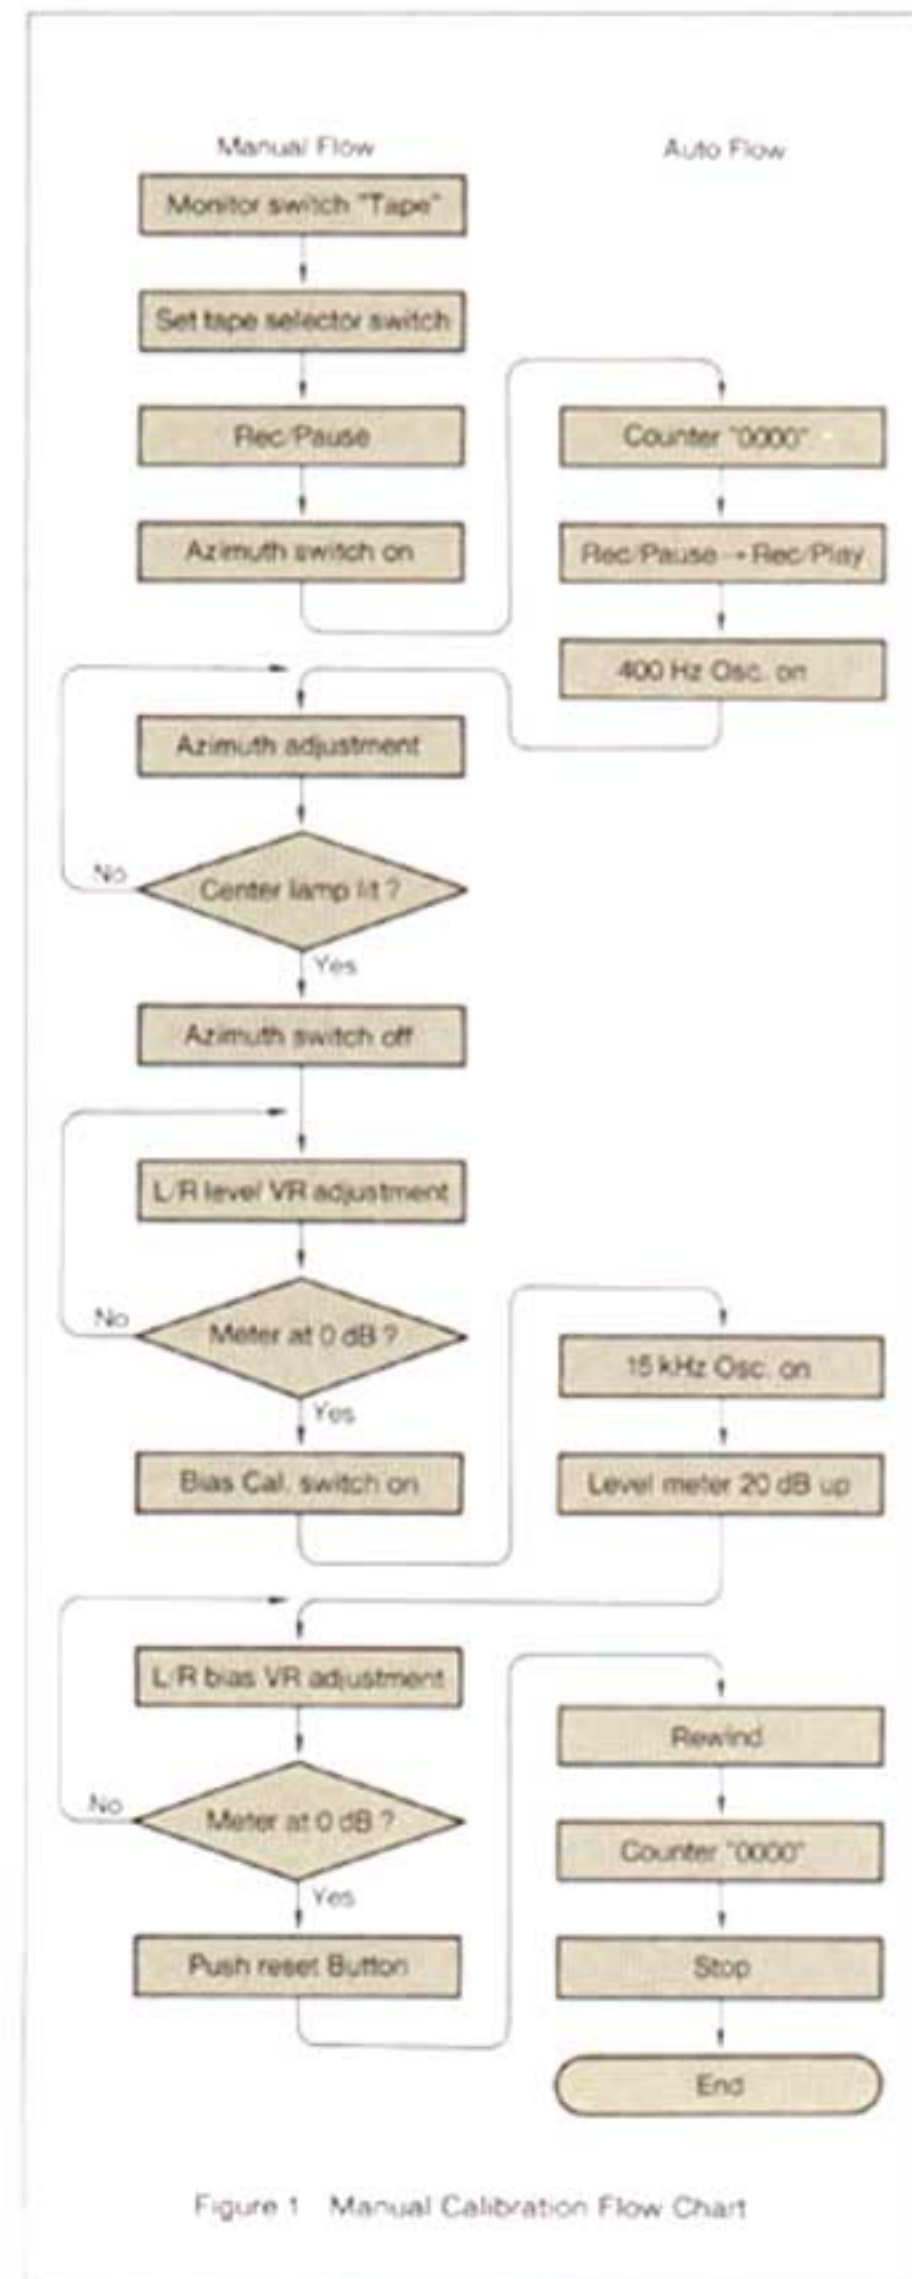 Manual Flow
Monitor switch "Tape"
Set tape selector switch
Rec/Pause
Azimuth switch on
Auto Flow
Counter "0000"
Rec/Pause → Rec/Play
400 Hz Osc. on
Azimuth adjustment
Center lamp lit ?
No
Yes
Azimuth switch off
L/R level VR adjustment
Meter at 0 dB ?
No
Yes
Bias Cal. switch on
15 kHz Osc. on
Level meter 20 dB up
L/R bias VR adjustment
Meter at 0 dB ?
No
Yes
Push reset Button
Rewind
Counter "0000"
Stop
End
Figure 1 Manual Calibration Flow Chart